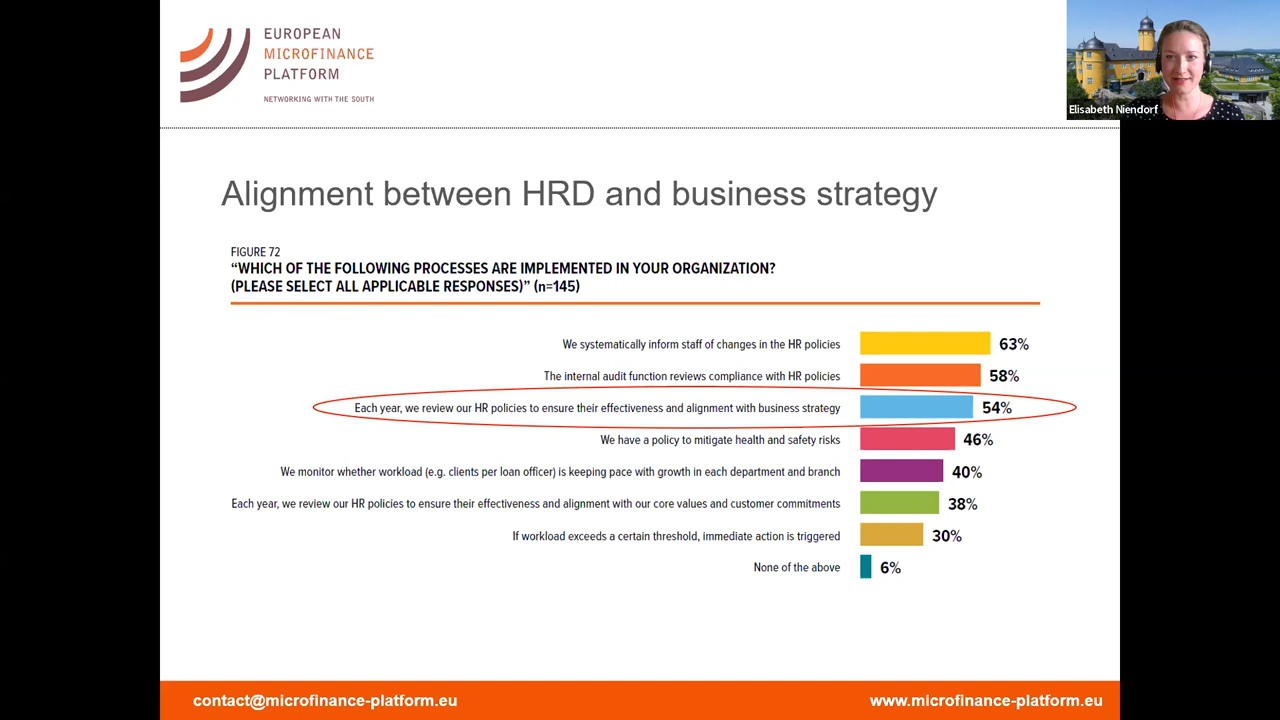 EUROPEAN
MICROFINANCE
PLATFORM
NETWORKING WITH THE SOUTH
Elisabeth Niendorf
Alignment between HRD and business strategy
FIGURE 72
“WHICH OF THE FOLLOWING PROCESSES ARE IMPLEMENTED IN YOUR ORGANIZATION?
(PLEASE SELECT ALL APPLICABLE RESPONSES)” (n=145)
We systematically inform staff of changes in the HR policies 63%
The internal audit function reviews compliance with HR policies 58%
Each year, we review our HR policies to ensure their effectiveness and alignment with business strategy 54%
We have a policy to mitigate health and safety risks 46%
We monitor whether workload (e.g. clients per loan officer) is keeping pace with growth in each department and branch 40%
Each year, we review our HR policies to ensure their effectiveness and alignment with our core values and customer commitments 38%
If workload exceeds a certain threshold, immediate action is triggered 30%
None of the above 6%
contact@microfinance-platform.eu www.microfinance-platform.eu